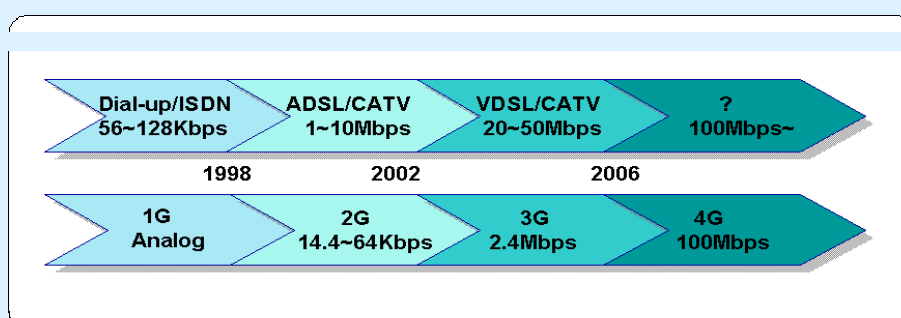 Dial-up/ISDN
56~128Kbps
ADSL/CATV
1~10Mbps
VDSL/CATV
20~50Mbps
?
100Mbps~
1998
2002
2006
1G
Analog
2G
14.4~64Kbps
3G
2.4Mbps
4G
100Mbps